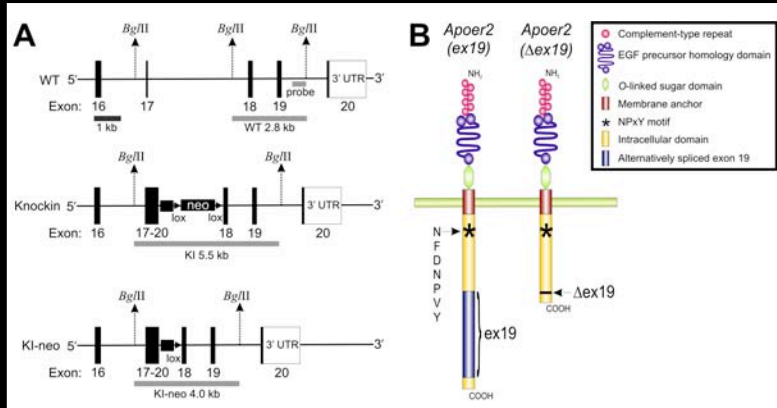 A
BglII BglII BglII
WT 5' 3' UTR 3'
probe
Exon: 16 17 18 19 20
1 kb WT 2.8 kb
BglII BglII
Knockin 5' neo 3' UTR 3'
lox lox
Exon: 16 17-20 18 19 20
KI 5.5 kb
BglII BglII
KI-neo 5' 3' UTR 3'
lox
Exon: 16 17-20 18 19 20
KI-neo 4.0 kb
B
Apoer2 Apoer2
(ex19) (Δex19)
NH2 NH2
N
F
D
N
P
V
Y
* *
Δex19
COOH
ex19
COOH
Complement-type repeat
EGF precursor homology domain
O-linked sugar domain
Membrane anchor
* NPxY motif
Intracellular domain
Alternatively spliced exon 19